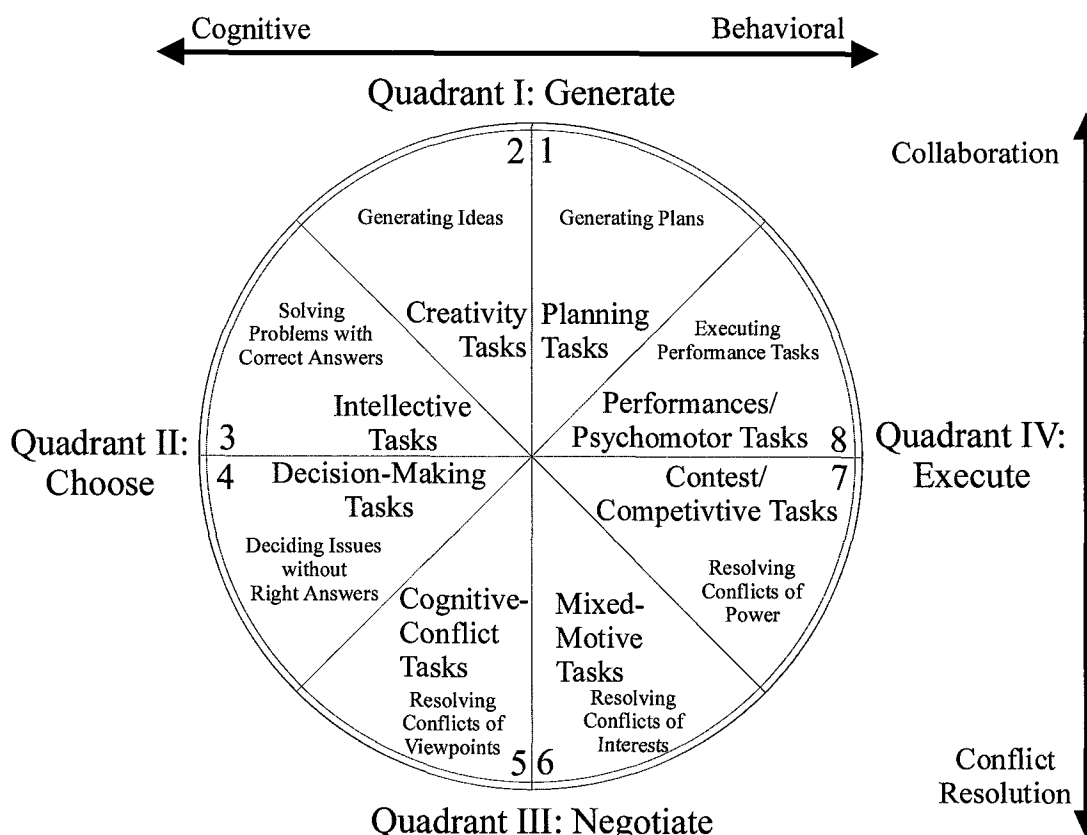 Cognitive
Behavioral
Quadrant I: Generate
Collaboration
2
1
Generating Ideas
Generating Plans
Creativity
Tasks
Planning
Tasks
Solving
Problems with
Correct Answers
Executing
Performance Tasks
Intellective
Tasks
Performances/
Psychomotor Tasks
3
8
Quadrant II:
Choose
Quadrant IV:
Execute
4
7
Decision-Making
Tasks
Contest/
Competivtive Tasks
Deciding Issues
without
Right Answers
Resolving
Conflicts of
Power
Cognitive-
Conflict
Tasks
Mixed-
Motive
Tasks
Resolving
Conflicts of
Viewpoints
Resolving
Conflicts of
Interests
5
6
Conflict
Resolution
Quadrant III: Negotiate